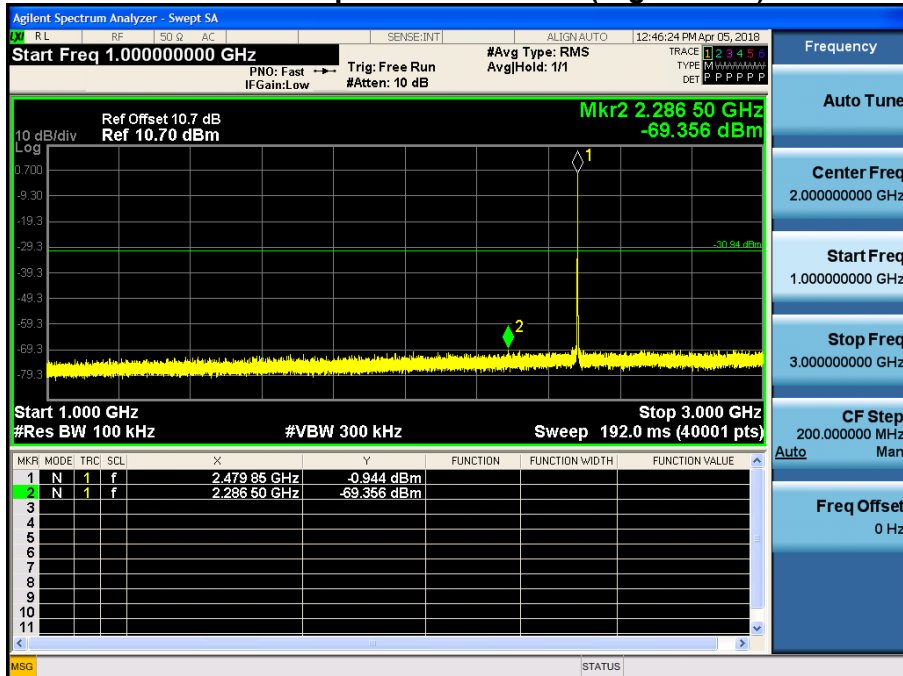 Agilent Spectrum Analyzer - Swept SA
LXI RL RF 50 Ω AC SENSE:INT ALIGN AUTO 12:46:24 PM Apr 05, 2018
Start Freq 1.000000000 GHz
PNO: Fast
IFGain:Low
Trig: Free Run
#Atten: 10 dB
#Avg Type: RMS
Avg|Hold: 1/1
TRACE 1 2 3 4 5 6
TYPE M
DET P P P P P P
Mkr2 2.286 50 GHz
-69.356 dBm
Ref Offset 10.7 dB
10 dB/div Ref 10.70 dBm
Log
0.700
-9.30
-19.3
-29.3
-39.3
-49.3
-59.3
-69.3
-79.3
-30.94 dBm
1
2
Start 1.000 GHz Stop 3.000 GHz
#Res BW 100 kHz #VBW 300 kHz Sweep 192.0 ms (40001 pts)
MKR MODE TRC SCL X Y FUNCTION FUNCTION WIDTH FUNCTION VALUE
1 N 1 f 2.479 85 GHz -0.944 dBm
2 N 1 f 2.286 50 GHz -69.356 dBm
3
4
5
6
7
8
9
10
11
MSG STATUS
Frequency
Auto Tune
Center Freq
2.000000000 GHz
Start Freq
1.000000000 GHz
Stop Freq
3.000000000 GHz
CF Step
200.000000 MHz
Auto Man
Freq Offset
0 Hz